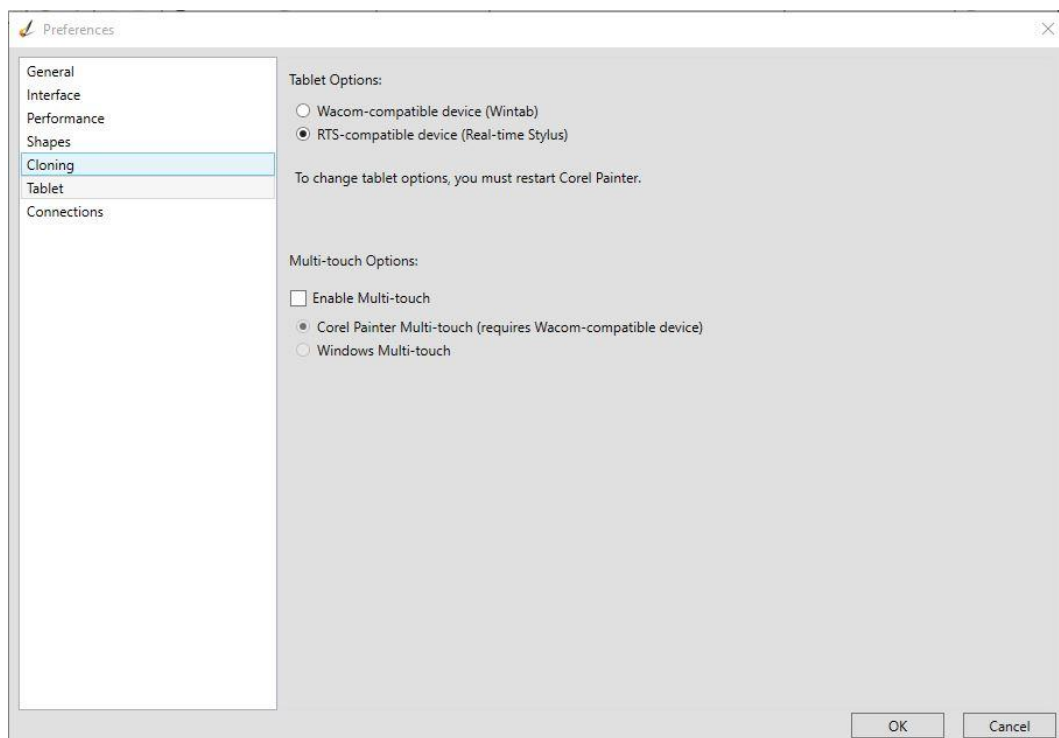 Preferences
General
Interface
Performance
Shapes
Cloning
Tablet
Connections
Tablet Options:
Wacom-compatible device (Wintab)
RTS-compatible device (Real-time Stylus)
To change tablet options, you must restart Corel Painter.
Multi-touch Options:
Enable Multi-touch
Corel Painter Multi-touch (requires Wacom-compatible device)
Windows Multi-touch
OK
Cancel